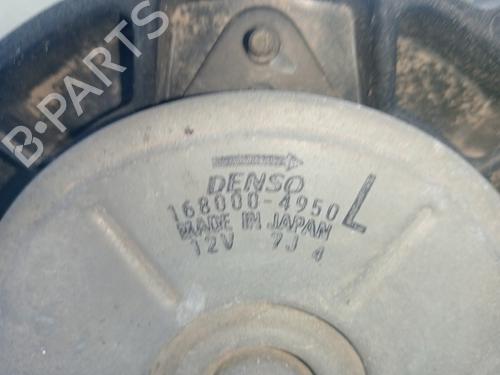 B-PARTS
DENSO
168000-4950 L
MADE IN JAPAN
12V 7J 4